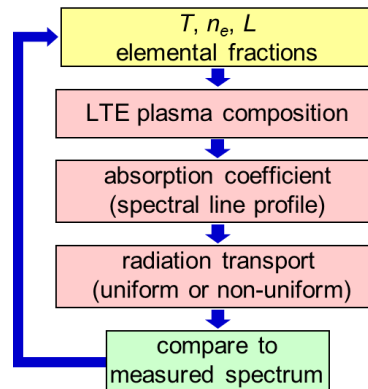 T, nₑ, L
elemental fractions
LTE plasma composition
absorption coefficient
(spectral line profile)
radiation transport
(uniform or non-uniform)
compare to
measured spectrum